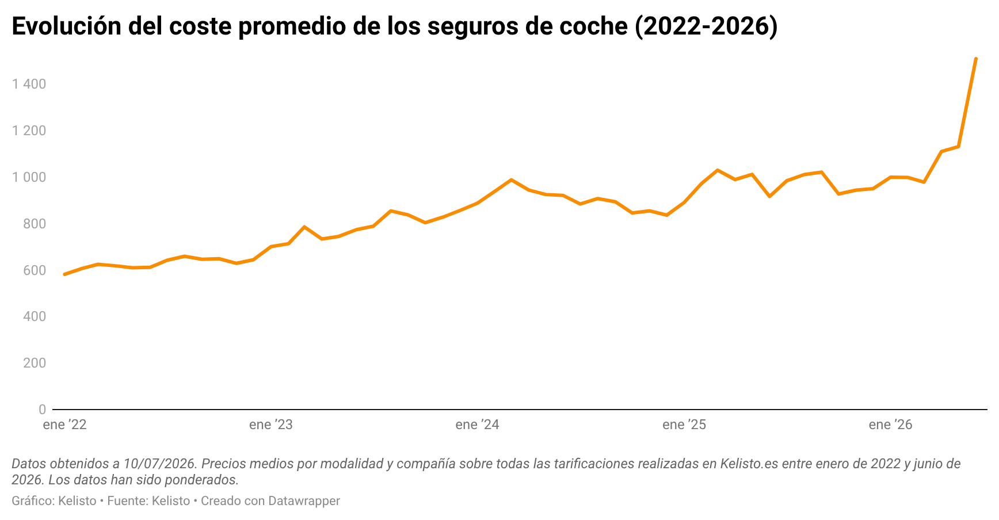 Evolución del coste promedio de los seguros de coche (2022-2026)
1 400
1 200
1 000
800
600
400
200
0
ene ’22
ene ’23
ene ’24
ene ’25
ene ’26
Datos obtenidos a 10/07/2026. Precios medios por modalidad y compañía sobre todas las tarificaciones realizadas en Kelisto.es entre enero de 2022 y junio de
2026. Los datos han sido ponderados.
Gráfico: Kelisto • Fuente: Kelisto • Creado con Datawrapper